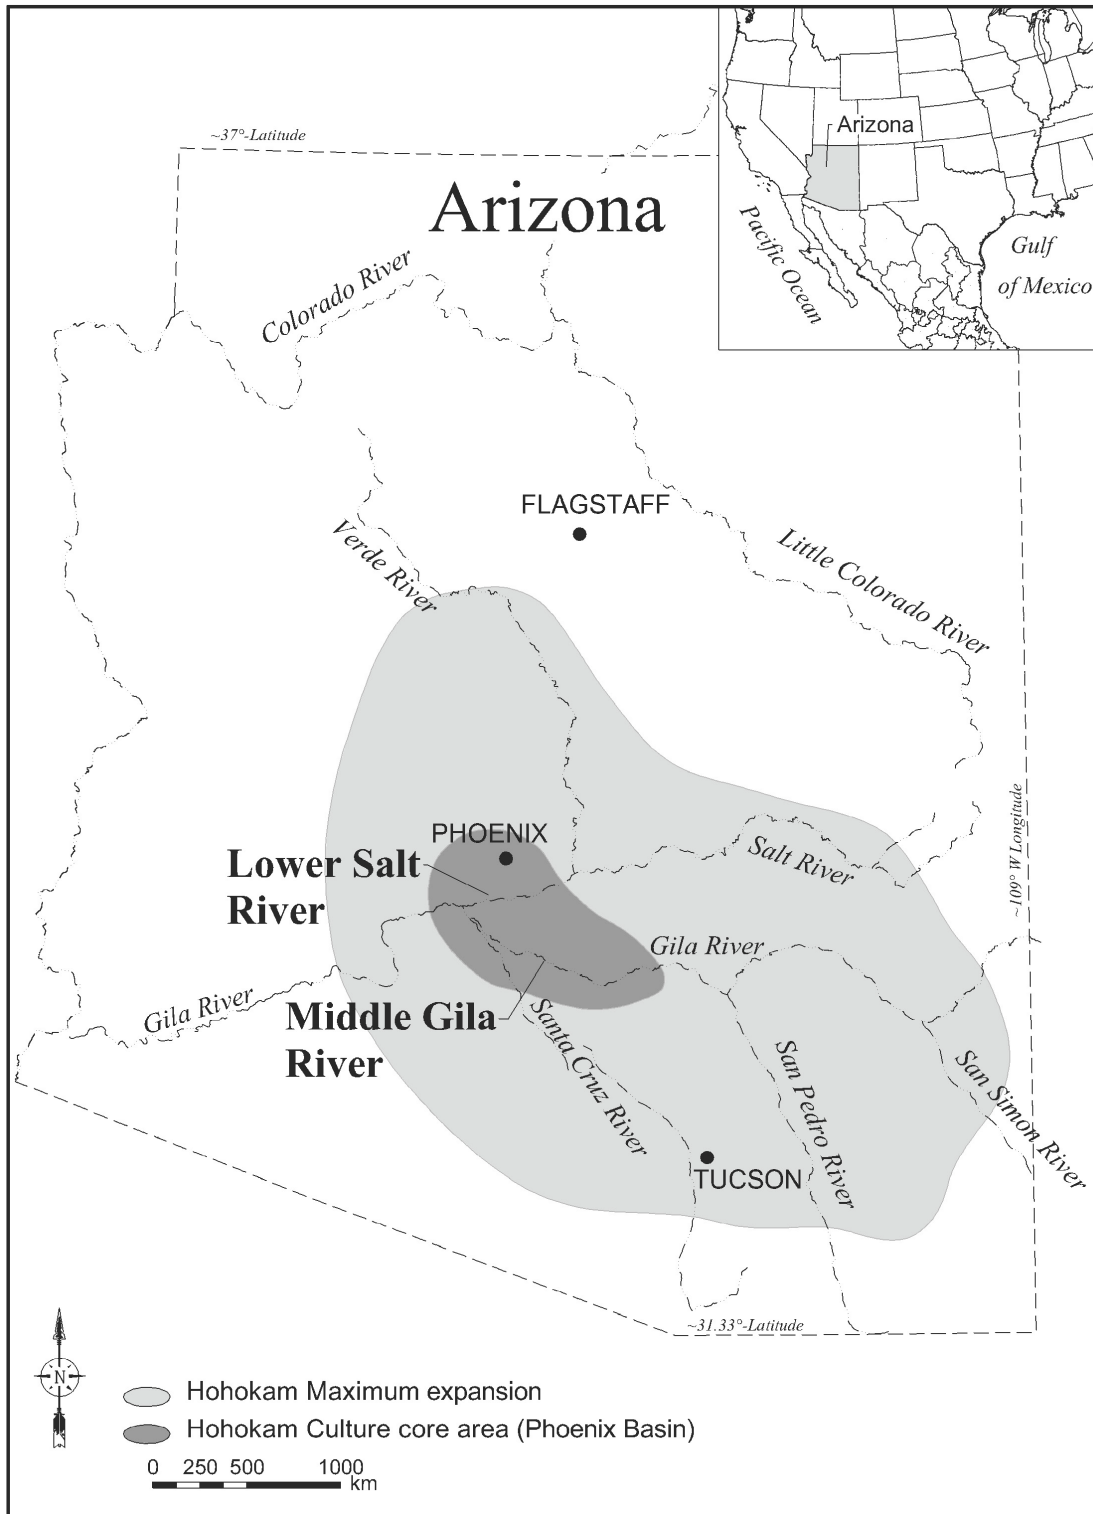 ~37°-Latitude
Arizona
Arizona
Pacific Ocean
Gulf
of Mexico
Colorado River
FLAGSTAFF
Verde River
Little Colorado River
~109° W Longitude
PHOENIX
Lower Salt
River
Salt River
Gila River
Gila River
Middle Gila
River
Santa Cruz River
San Pedro River
San Simon River
TUCSON
~31.33°-Latitude
N
Hohokam Maximum expansion
Hohokam Culture core area (Phoenix Basin)
0 250 500 1000
km